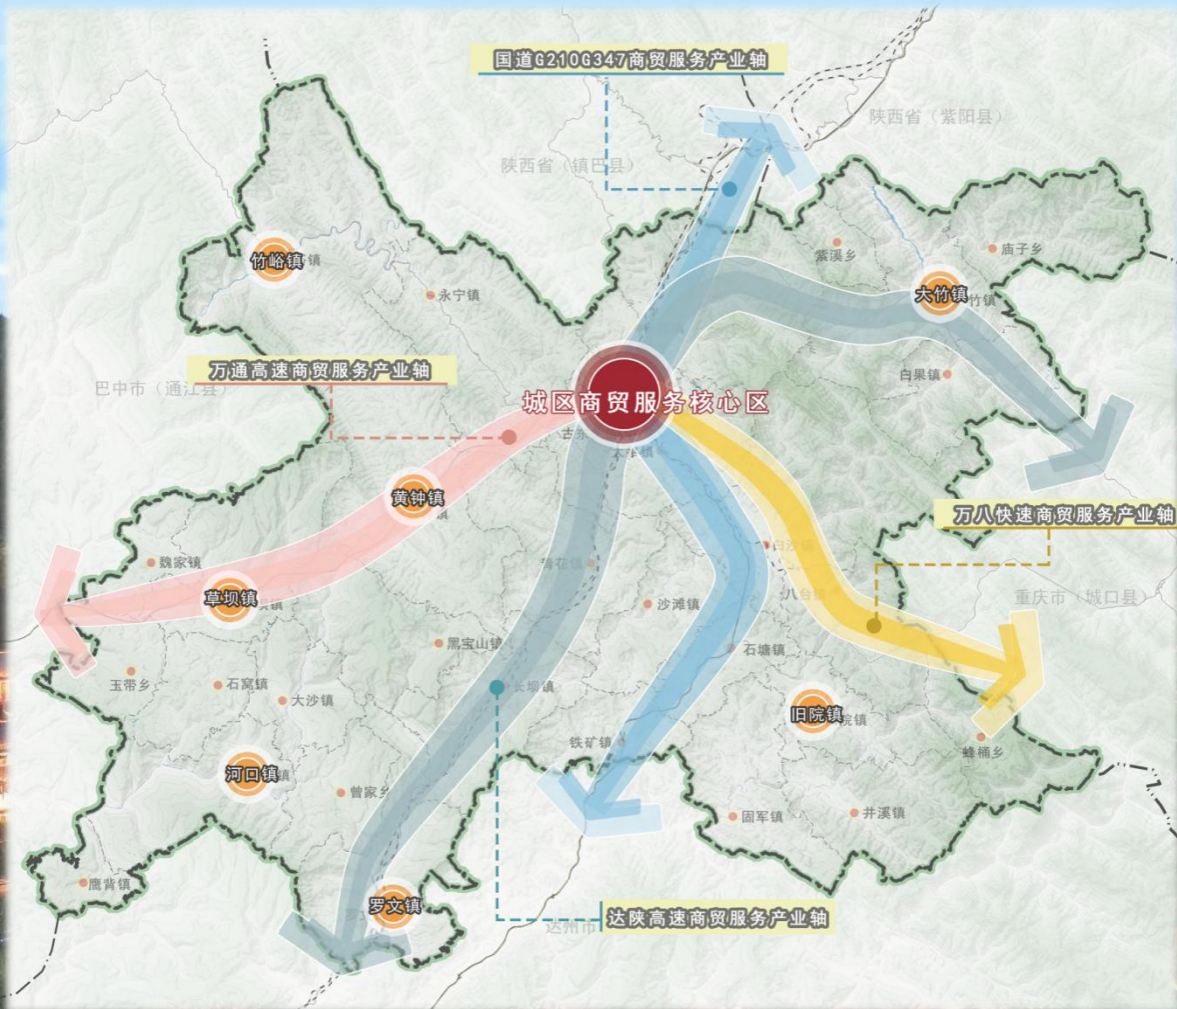 国道G210G347商贸服务产业轴
陕西省（紫阳县）
陕西省（镇巴县）
紫溪乡
庙子乡
竹峪镇
镇
永宁镇
大竹镇
竹镇
万通高速商贸服务产业轴
巴中市（通江县）
白果镇
城区商贸服务核心区
黄钟镇
镇
万八快速商贸服务产业轴
魏家镇
白沙镇
草坝镇
镇
沙滩镇
八台镇
重庆市（城口县）
黑宝山镇
石塘镇
玉带乡
石窝镇
长坝镇
大沙镇
旧院镇
院镇
铁矿镇
蜂桶乡
河口镇
镇
曾家乡
固军镇
井溪镇
鹰背镇
罗文镇
达州市
达陕高速商贸服务产业轴